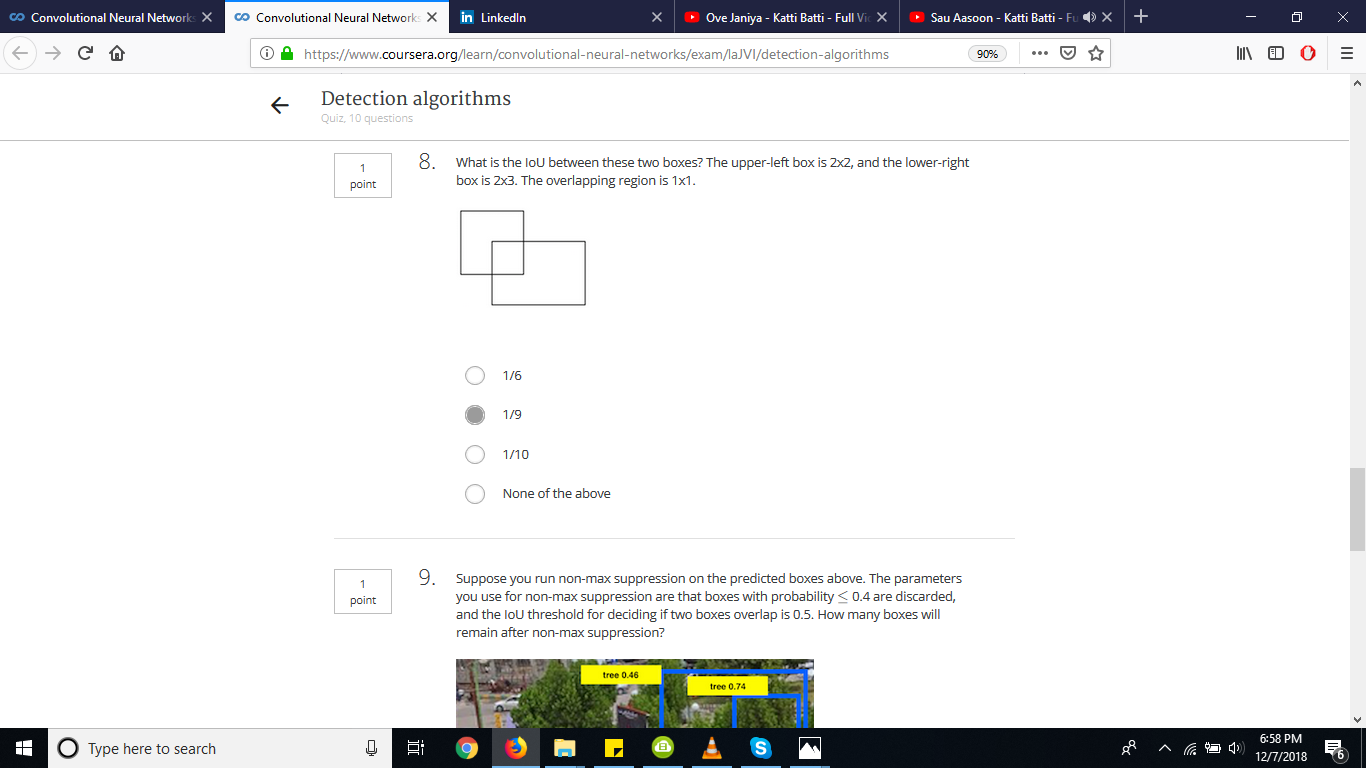 Convolutional Neural Networks
Convolutional Neural Networks
LinkedIn
Ove Janiya - Katti Batti - Full Vi
Sau Aasoon - Katti Batti - Fu
https://www.coursera.org/learn/convolutional-neural-networks/exam/laJVI/detection-algorithms
90%
Detection algorithms
Quiz, 10 questions
1
point
8.
What is the IoU between these two boxes? The upper-left box is 2x2, and the lower-right
box is 2x3. The overlapping region is 1x1.
1/6
1/9
1/10
None of the above
1
point
9.
Suppose you run non-max suppression on the predicted boxes above. The parameters
you use for non-max suppression are that boxes with probability ≤ 0.4 are discarded,
and the IoU threshold for deciding if two boxes overlap is 0.5. How many boxes will
remain after non-max suppression?
tree 0.46
tree 0.74
Type here to search
6:58 PM
12/7/2018
6